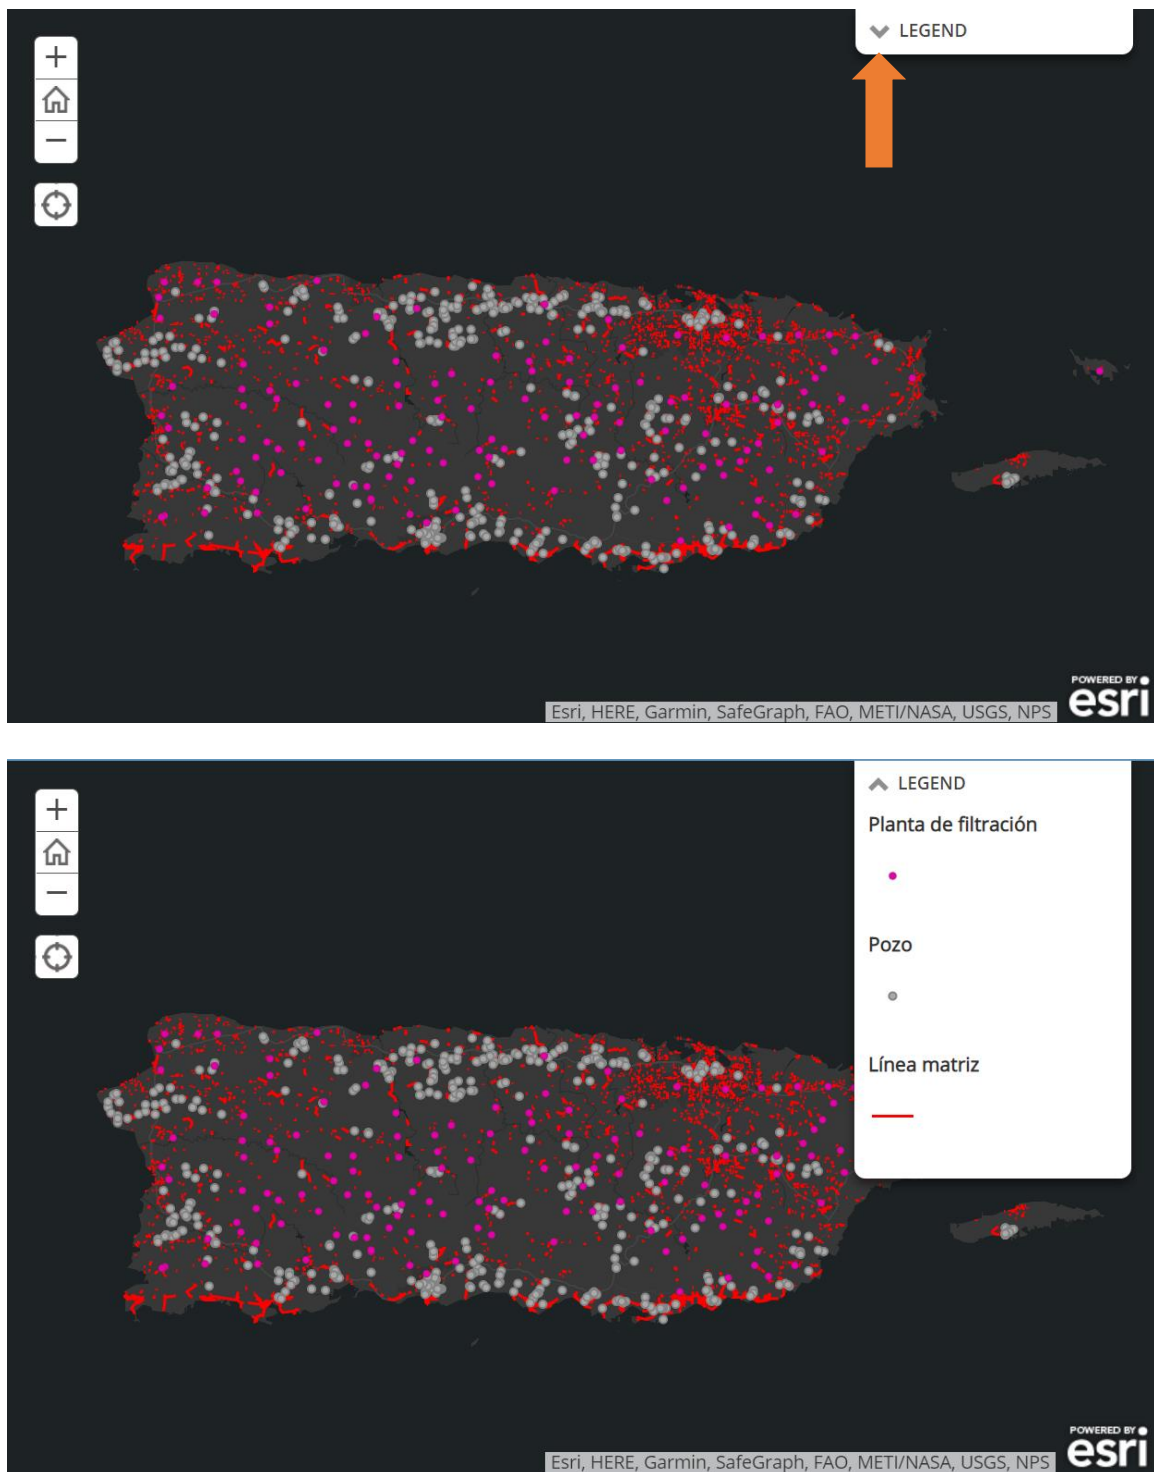 LEGEND
Esri, HERE, Garmin, SafeGraph, FAO, METI/NASA, USGS, NPS
POWERED BY
esri
LEGEND
Planta de filtración
Pozo
Línea matriz
Esri, HERE, Garmin, SafeGraph, FAO, METI/NASA, USGS, NPS
POWERED BY
esri